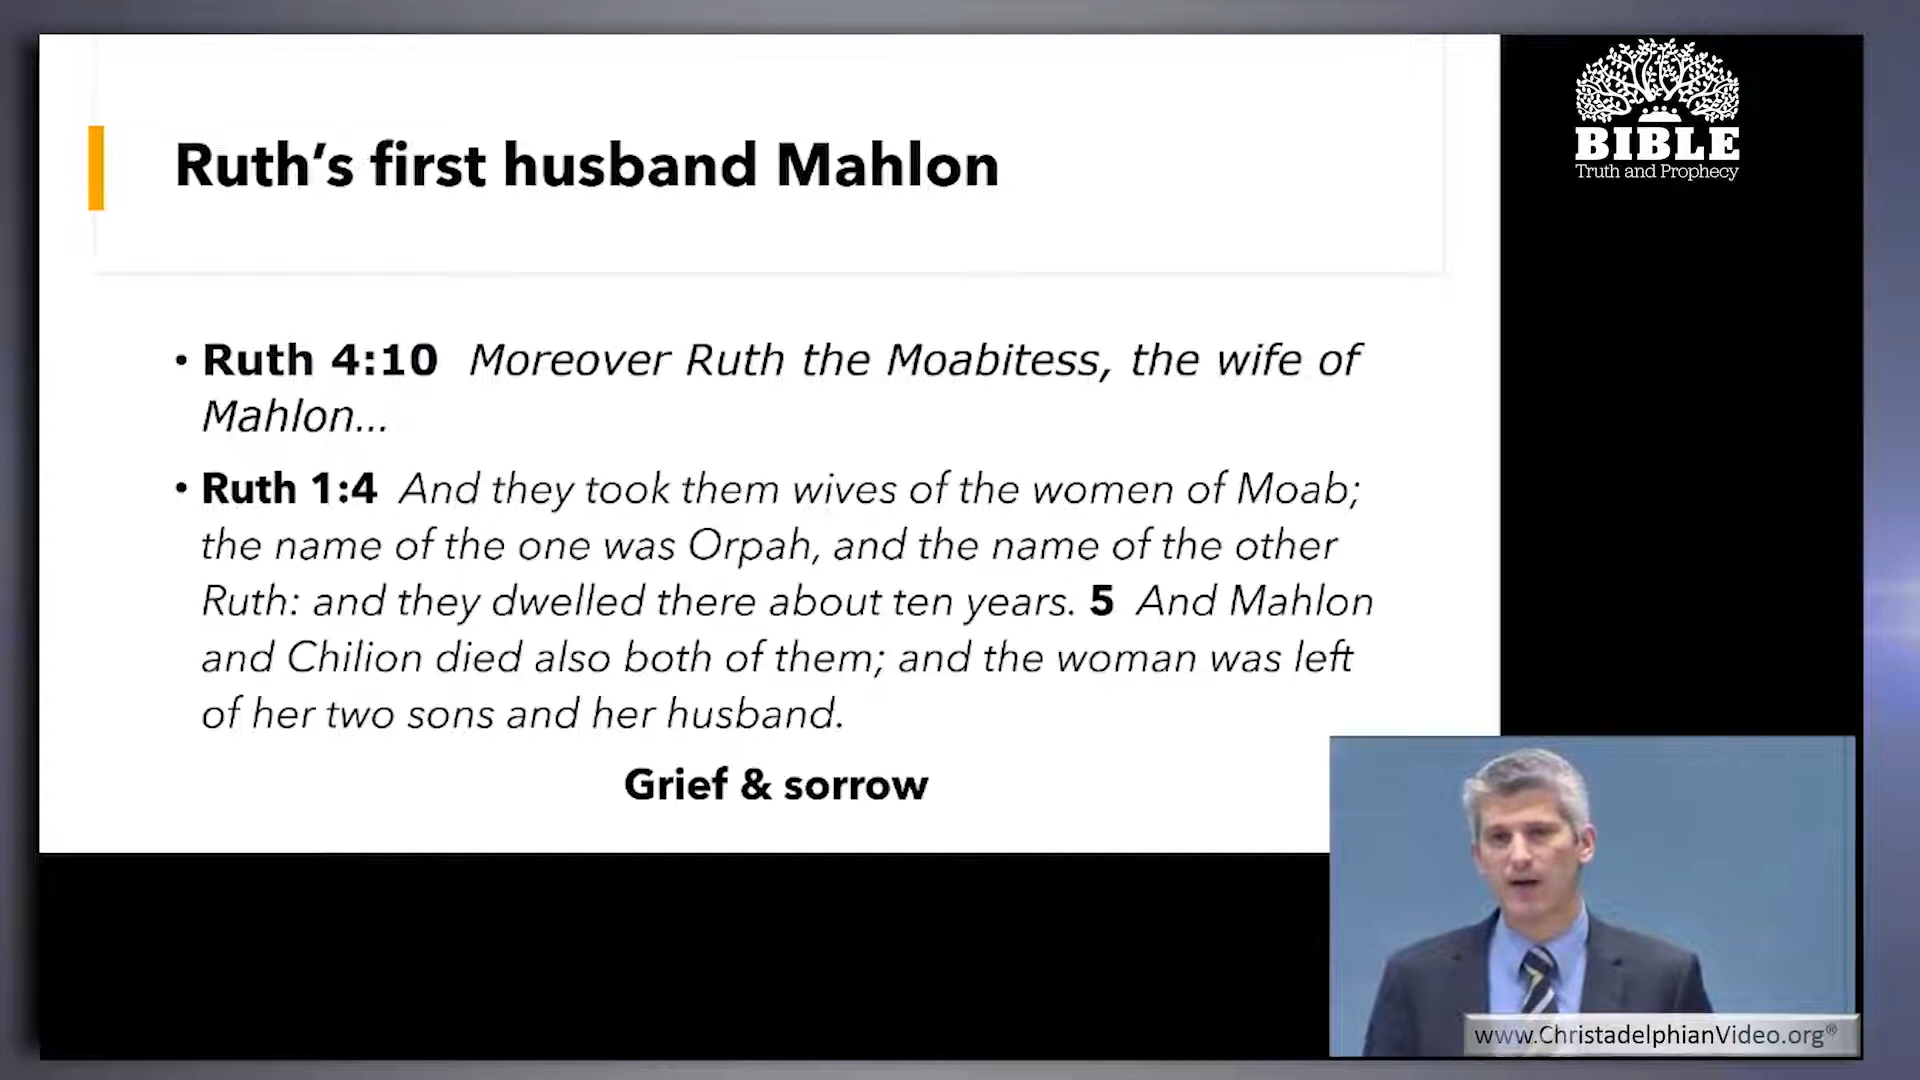 BIBLE
Truth and Prophecy
Ruth’s first husband Mahlon
• Ruth 4:10 Moreover Ruth the Moabitess, the wife of
Mahlon...
• Ruth 1:4 And they took them wives of the women of Moab;
the name of the one was Orpah, and the name of the other
Ruth: and they dwelled there about ten years. 5 And Mahlon
and Chilion died also both of them; and the woman was left
of her two sons and her husband.
Grief & sorrow
www.ChristadelphianVideo.org®